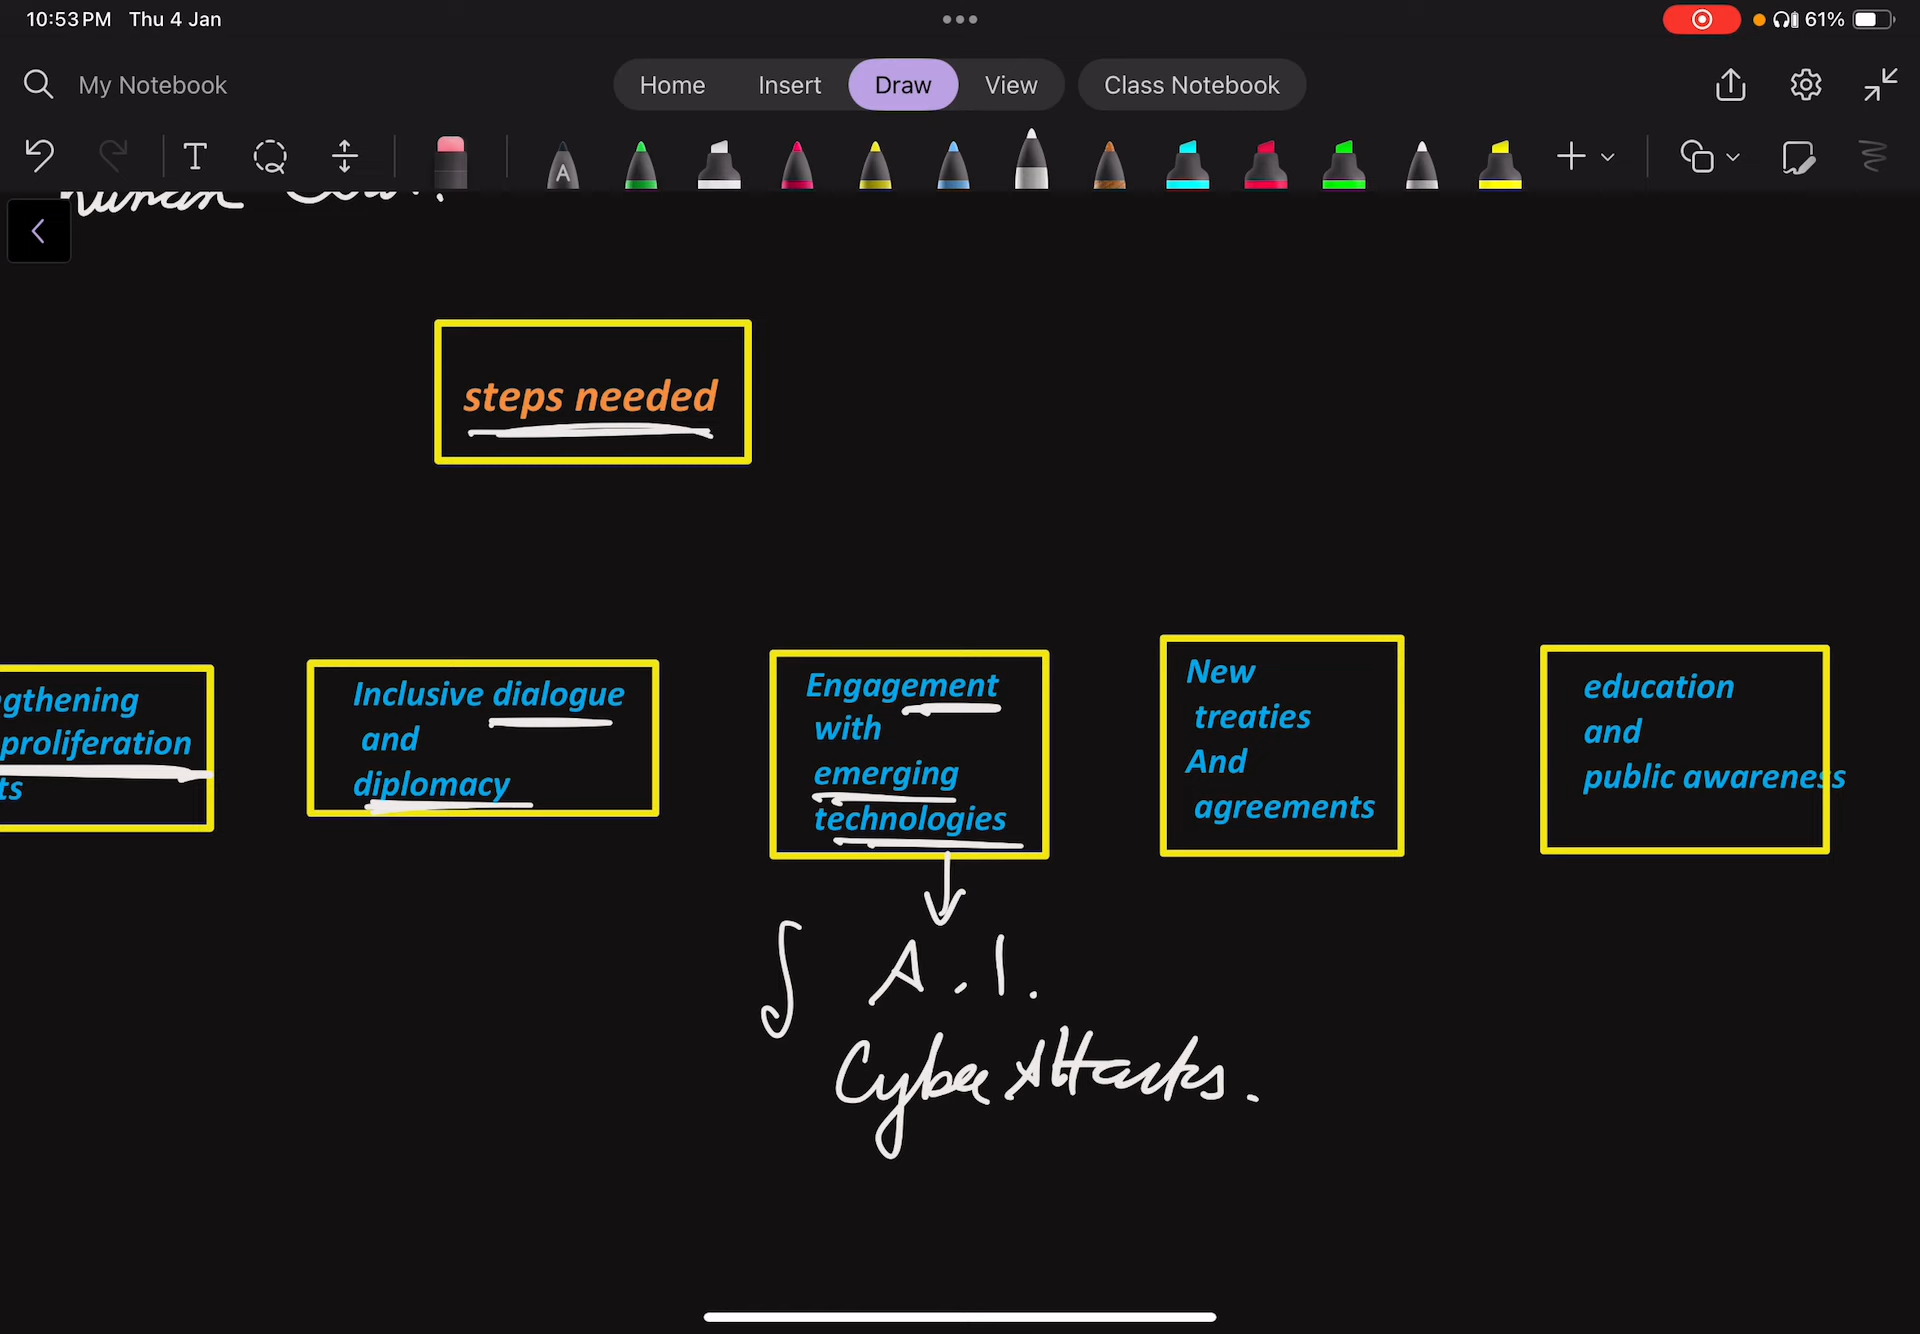 10:53 PM Thu 4 Jan
61%
My Notebook
Home Insert Draw View Class Notebook
T
A
Human
steps needed
gthening
proliferation
ts
Inclusive dialogue
and
diplomacy
Engagement
with
emerging
technologies
New
treaties
And
agreements
education
and
public awareness
A.I.
Cyber Attacks.